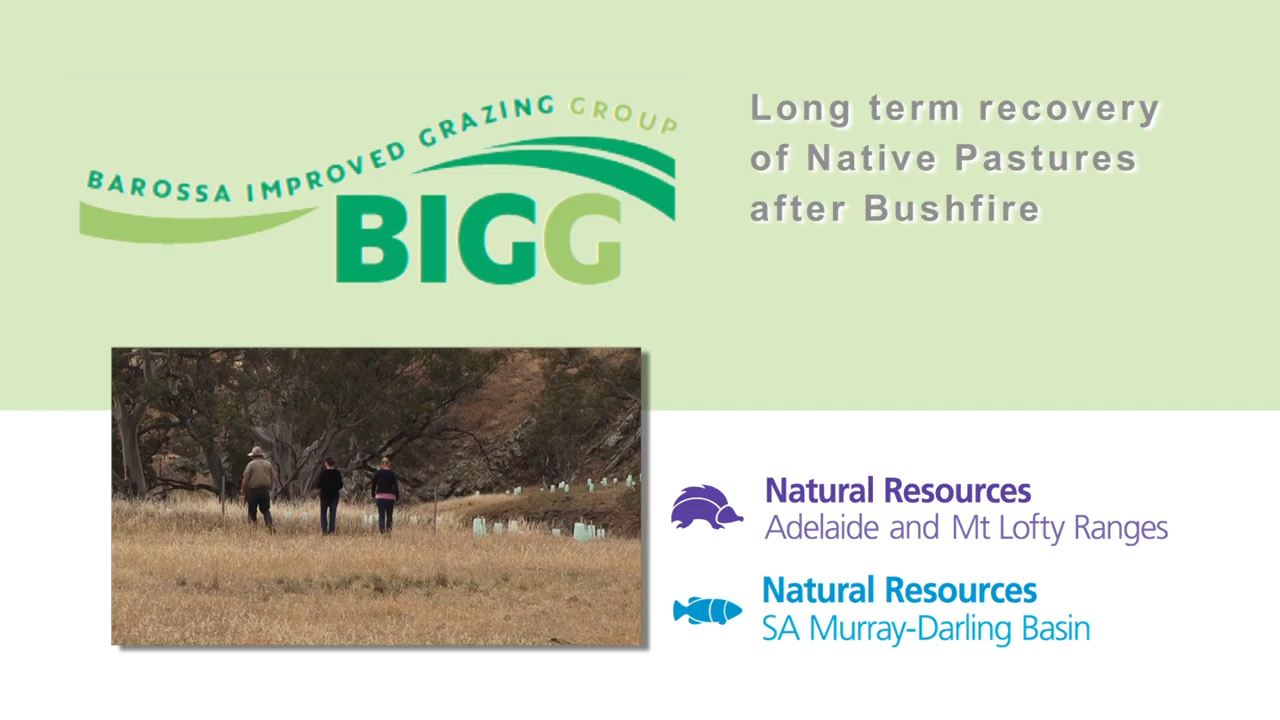 BAROSSA IMPROVED GRAZING GROUP
BIGG
Long term recovery
of Native Pastures
after Bushfire
Natural Resources
Adelaide and Mt Lofty Ranges
Natural Resources
SA Murray-Darling Basin